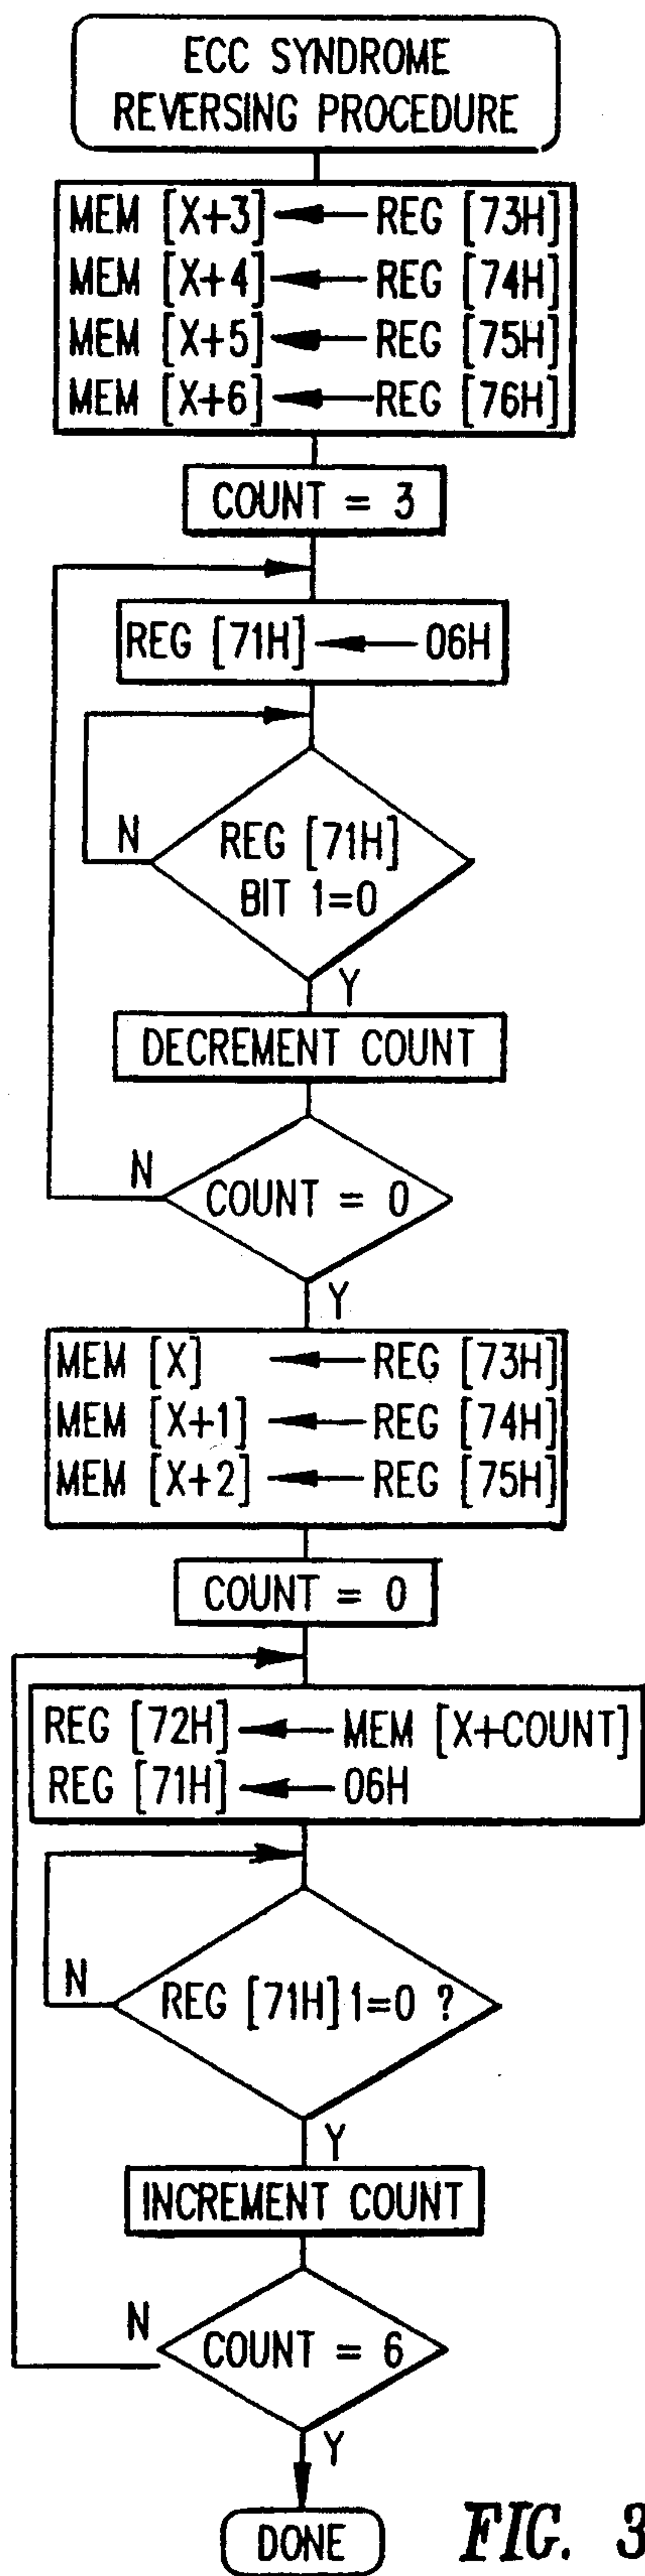 ECC SYNDROME
REVERSING PROCEDURE
MEM [X+3] ← REG [73H]
MEM [X+4] ← REG [74H]
MEM [X+5] ← REG [75H]
MEM [X+6] ← REG [76H]
COUNT = 3
REG [71H] ← 06H
REG [71H]
BIT 1=0
N
Y
DECREMENT COUNT
N
COUNT = 0
Y
MEM [X] ← REG [73H]
MEM [X+1] ← REG [74H]
MEM [X+2] ← REG [75H]
COUNT = 0
REG [72H] ← MEM [X+COUNT]
REG [71H] ← 06H
N
REG [71H] 1=0 ?
Y
INCREMENT COUNT
N
COUNT = 6
Y
DONE
FIG. 3